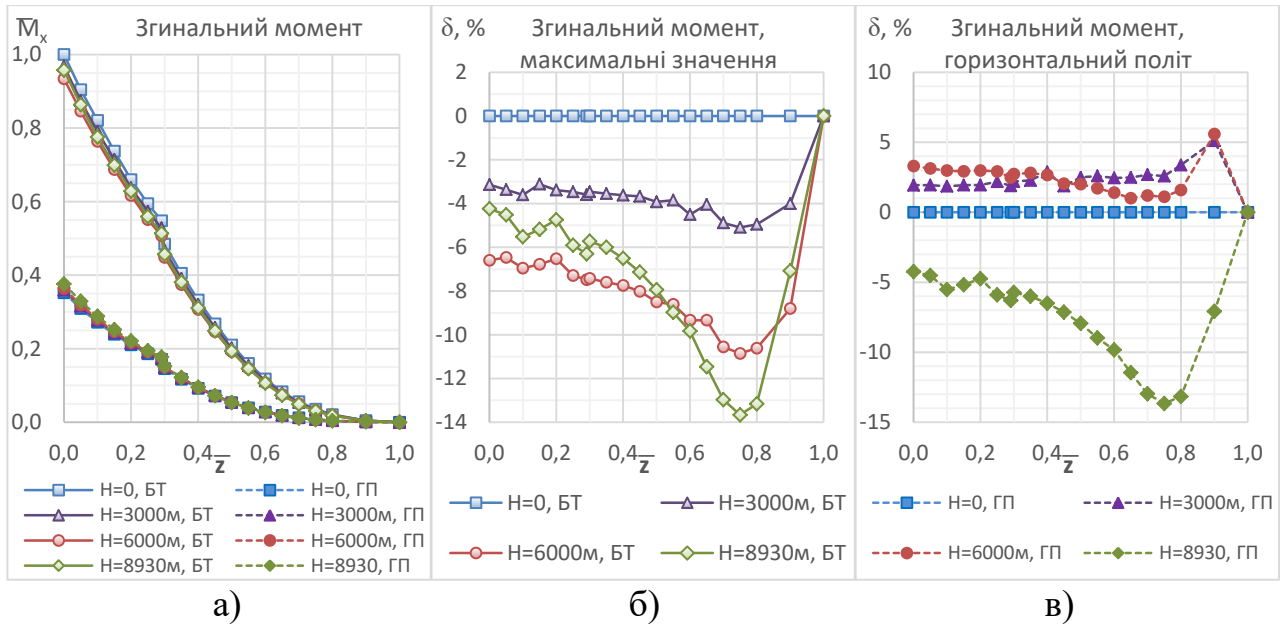 M̅ₓ
Згинальний момент
1,0
0,8
0,6
0,4
0,2
0,0
0,0 0,2 0,4 0,6 0,8 1,0
z̅
H=0, БТ H=0, ГП
H=3000м, БТ H=3000м, ГП
H=6000м, БТ H=6000м, ГП
H=8930м, БТ H=8930, ГП
а)
δ, %
Згинальний момент,
максимальні значення
2
0
-2
-4
-6
-8
-10
-12
-14
0,0 0,2 0,4 0,6 0,8 1,0
z̅
H=0, БТ H=3000м, БТ
H=6000м, БТ H=8930м, БТ
б)
δ, %
Згинальний момент,
горизонтальний політ
10
5
0
-5
-10
-15
0,0 0,2 0,4 0,6 0,8 1,0
z̅
H=0, ГП H=3000м, ГП
H=6000м, ГП H=8930, ГП
в)